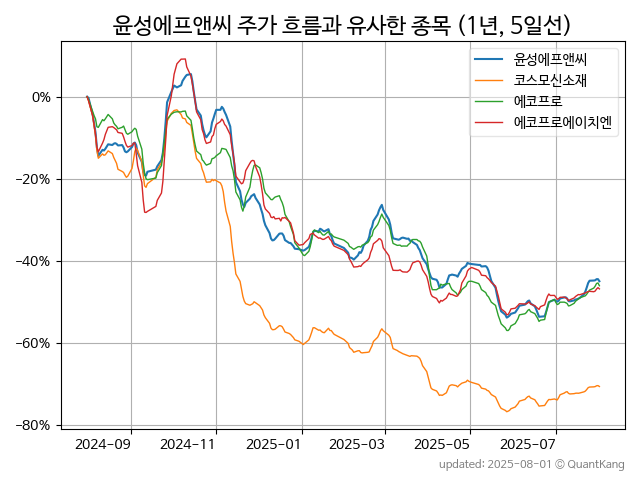 윤성에프앤씨 주가 흐름과 유사한 종목 (1년, 5일선)
윤성에프앤씨
코스모신소재
에코프로
에코프로에이치엔
0%
−20%
−40%
−60%
−80%
2024-09
2024-11
2025-01
2025-03
2025-05
2025-07
updated: 2025-08-01 © QuantKang